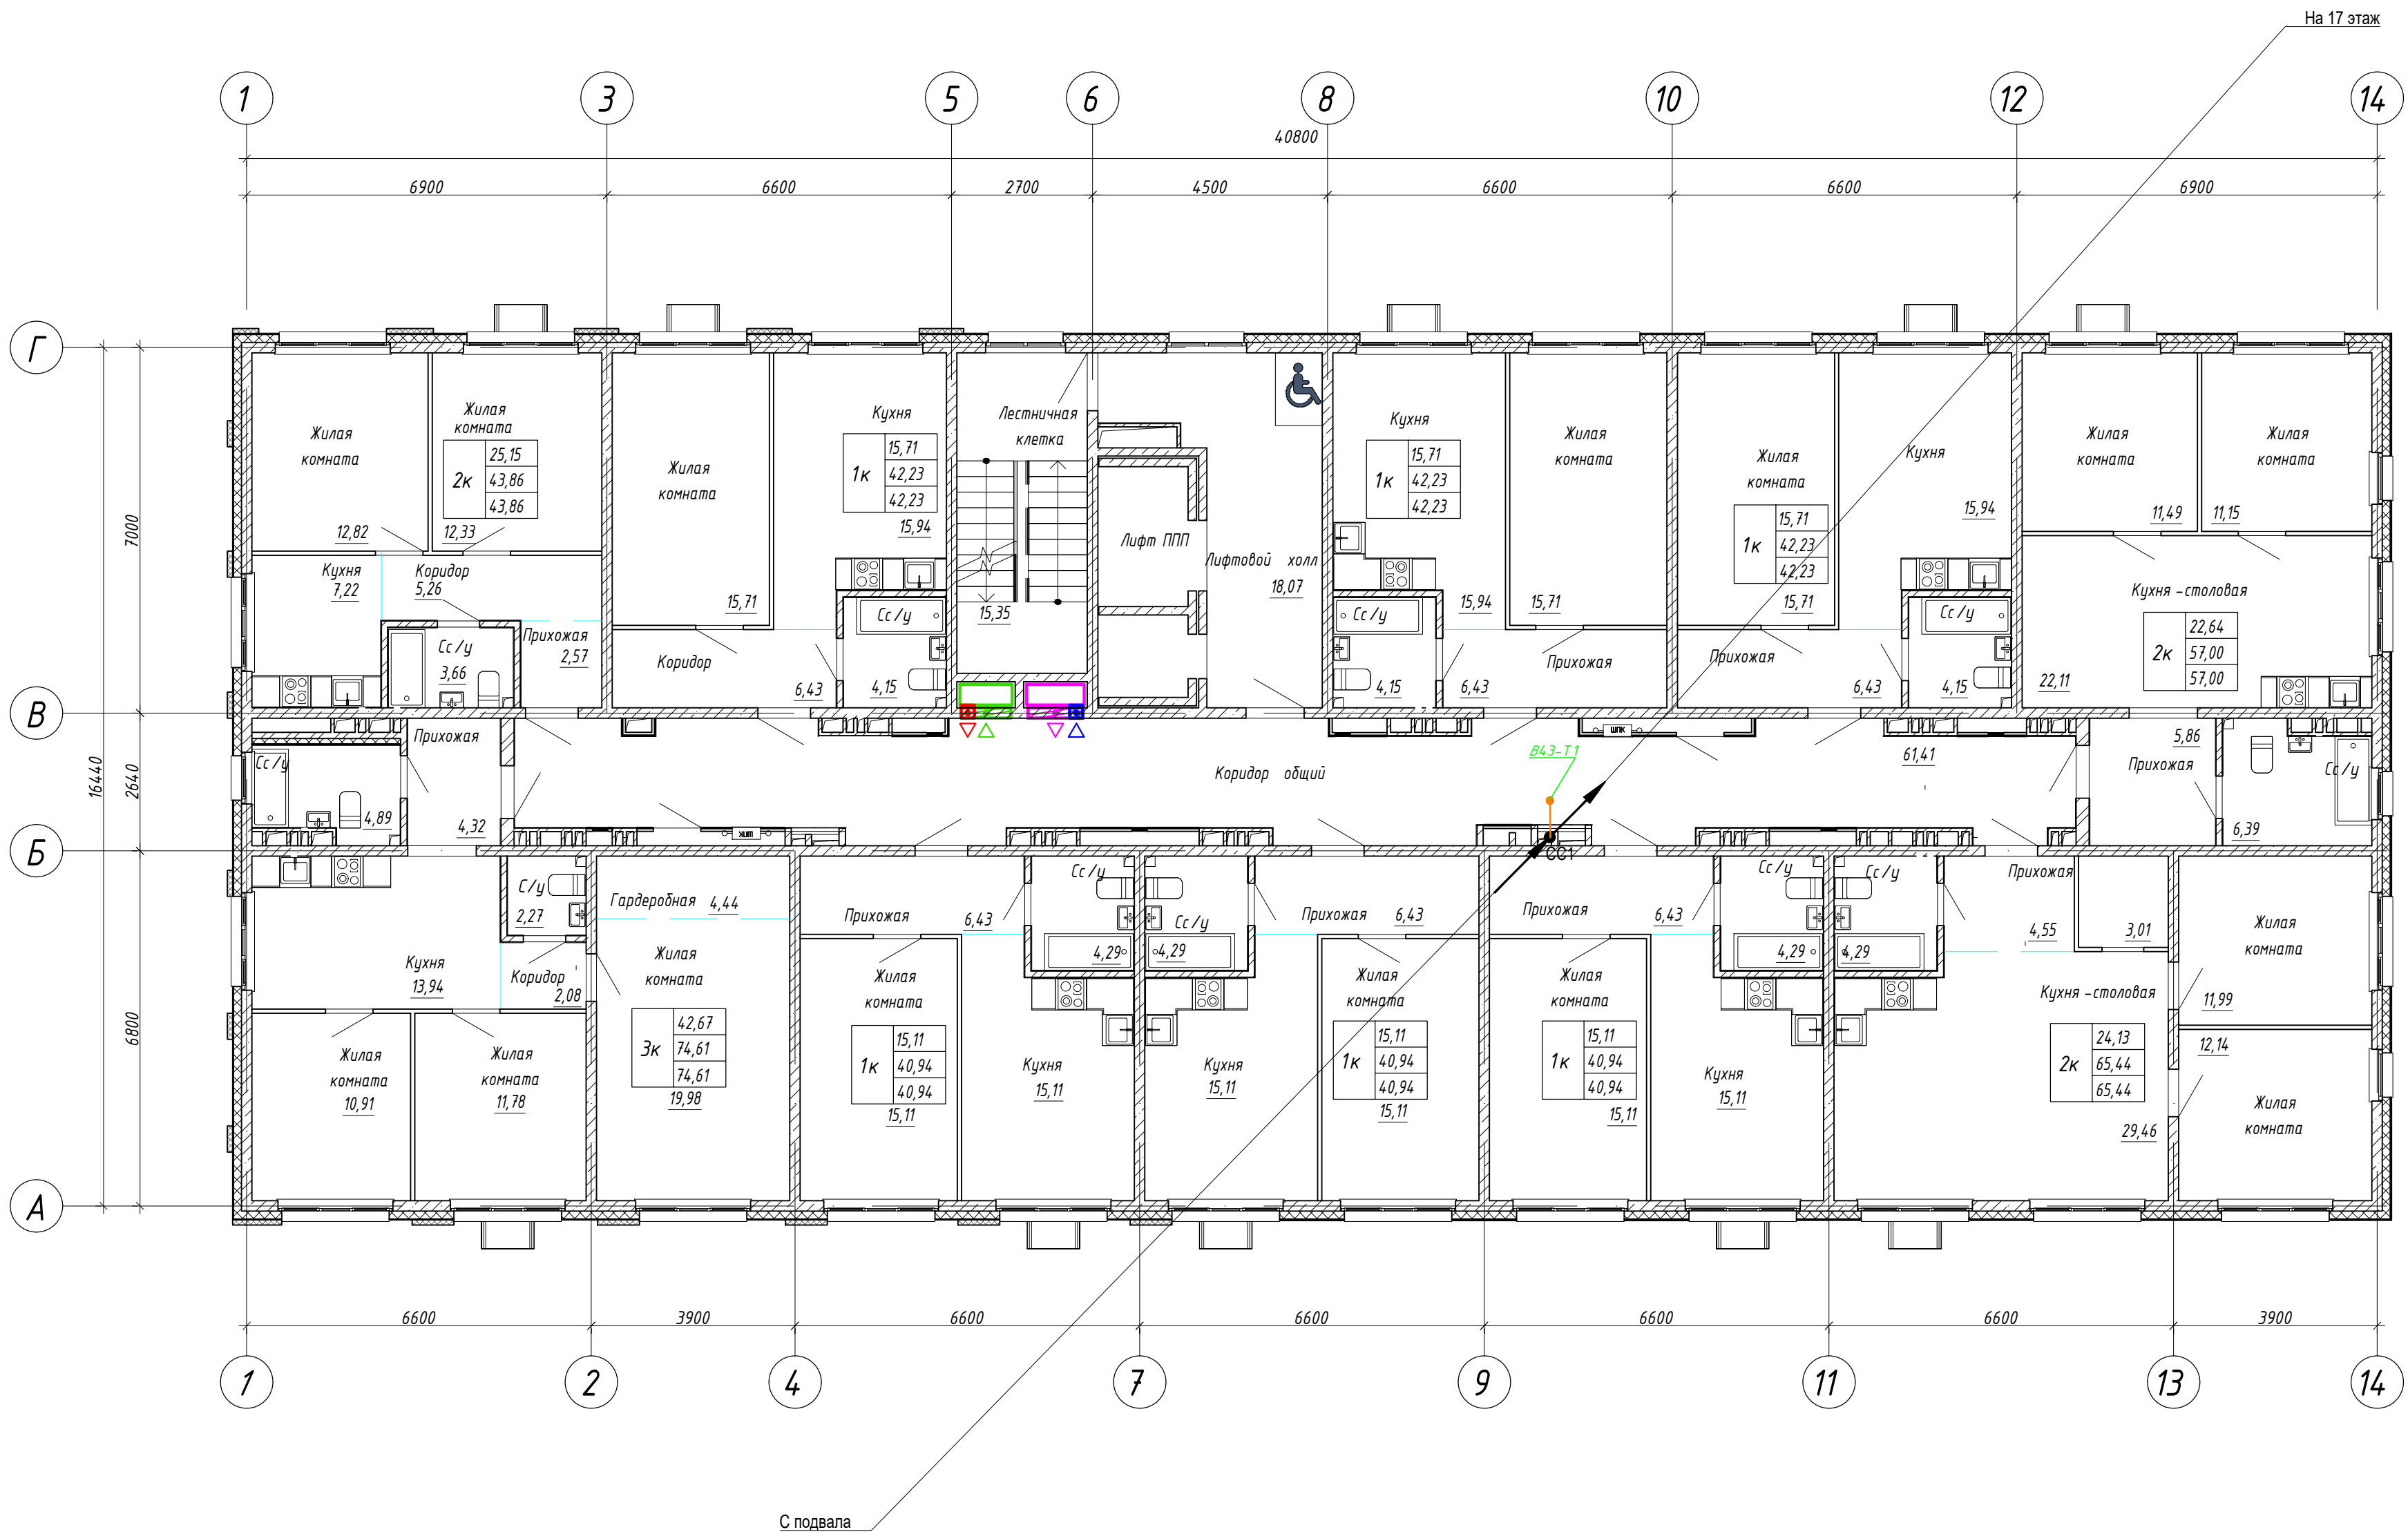 На 17 этаж
1
3
5
6
8
10
12
14
40800
6900
6600
2700
4500
6600
6600
6900
Г
В
Б
А
16440
7000
2640
6800
Жилая
комната
12,82
Жилая
комната
2к
25,15
43,86
43,86
12,33
Кухня
7,22
Коридор
5,26
Сс/у
3,66
Прихожая
2,57
Жилая
комната
15,71
Кухня
1к
15,71
42,23
42,23
15,94
Коридор
6,43
Сс/у
4,15
Лестничная
клетка
15,35
Лифт ППП
Лифтовой холл
18,07
Кухня
1к
15,71
42,23
42,23
15,94
Сс/у
4,15
Жилая
комната
15,71
Прихожая
6,43
Жилая
комната
1к
15,71
42,23
42,23
15,71
Кухня
15,94
Прихожая
6,43
Сс/у
4,15
Жилая
комната
11,49
Жилая
комната
11,15
Кухня-столовая
2к
22,64
57,00
57,00
22,11
Прихожая
4,32
Сс/у
4,89
Коридор общий
61,41
В43-Т1
ШПК
ШПК
СС1
Прихожая
5,86
Сс/у
6,39
С/у
2,27
Кухня
13,94
Коридор
2,08
Жилая
комната
10,91
Жилая
комната
11,78
Гардеробная 4,44
Жилая
комната
3к
42,67
74,61
74,61
19,98
Прихожая
6,43
Сс/у
4,29
Жилая
комната
1к
15,11
40,94
40,94
15,11
Кухня
15,11
Сс/у
4,29
Прихожая
6,43
Кухня
15,11
Жилая
комната
1к
15,11
40,94
40,94
15,11
Прихожая
6,43
Сс/у
4,29
Жилая
комната
1к
15,11
40,94
40,94
15,11
Кухня
15,11
Сс/у
4,29
Прихожая
4,55
3,01
Кухня-столовая
2к
24,13
65,44
65,44
29,46
Жилая
комната
11,99
12,14
Жилая
комната
6600
3900
6600
6600
6600
6600
3900
1
2
4
7
9
11
13
14
С подвала